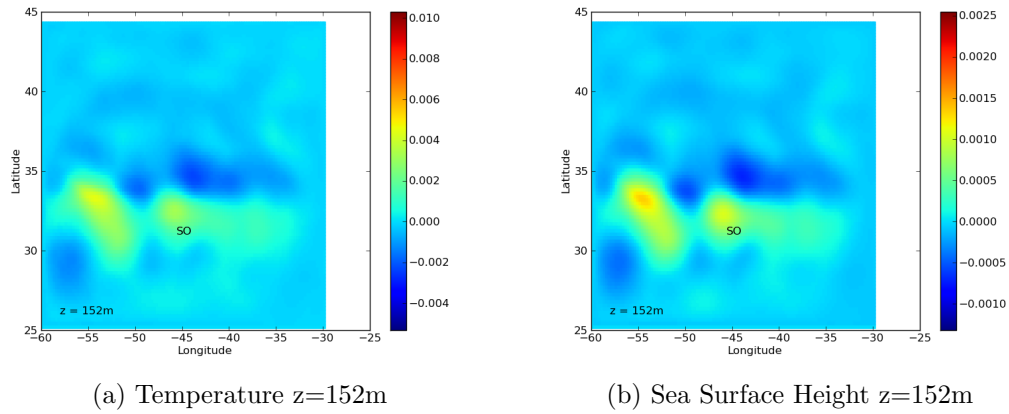 45
40
35
30
25
Latitude
−60 −55 −50 −45 −40 −35 −30 −25
Longitude
SO
z = 152m
0.010
0.008
0.006
0.004
0.002
0.000
−0.002
−0.004
(a) Temperature z=152m
45
40
35
30
25
Latitude
−60 −55 −50 −45 −40 −35 −30 −25
Longitude
SO
z = 152m
0.0025
0.0020
0.0015
0.0010
0.0005
0.0000
−0.0005
−0.0010
(b) Sea Surface Height z=152m